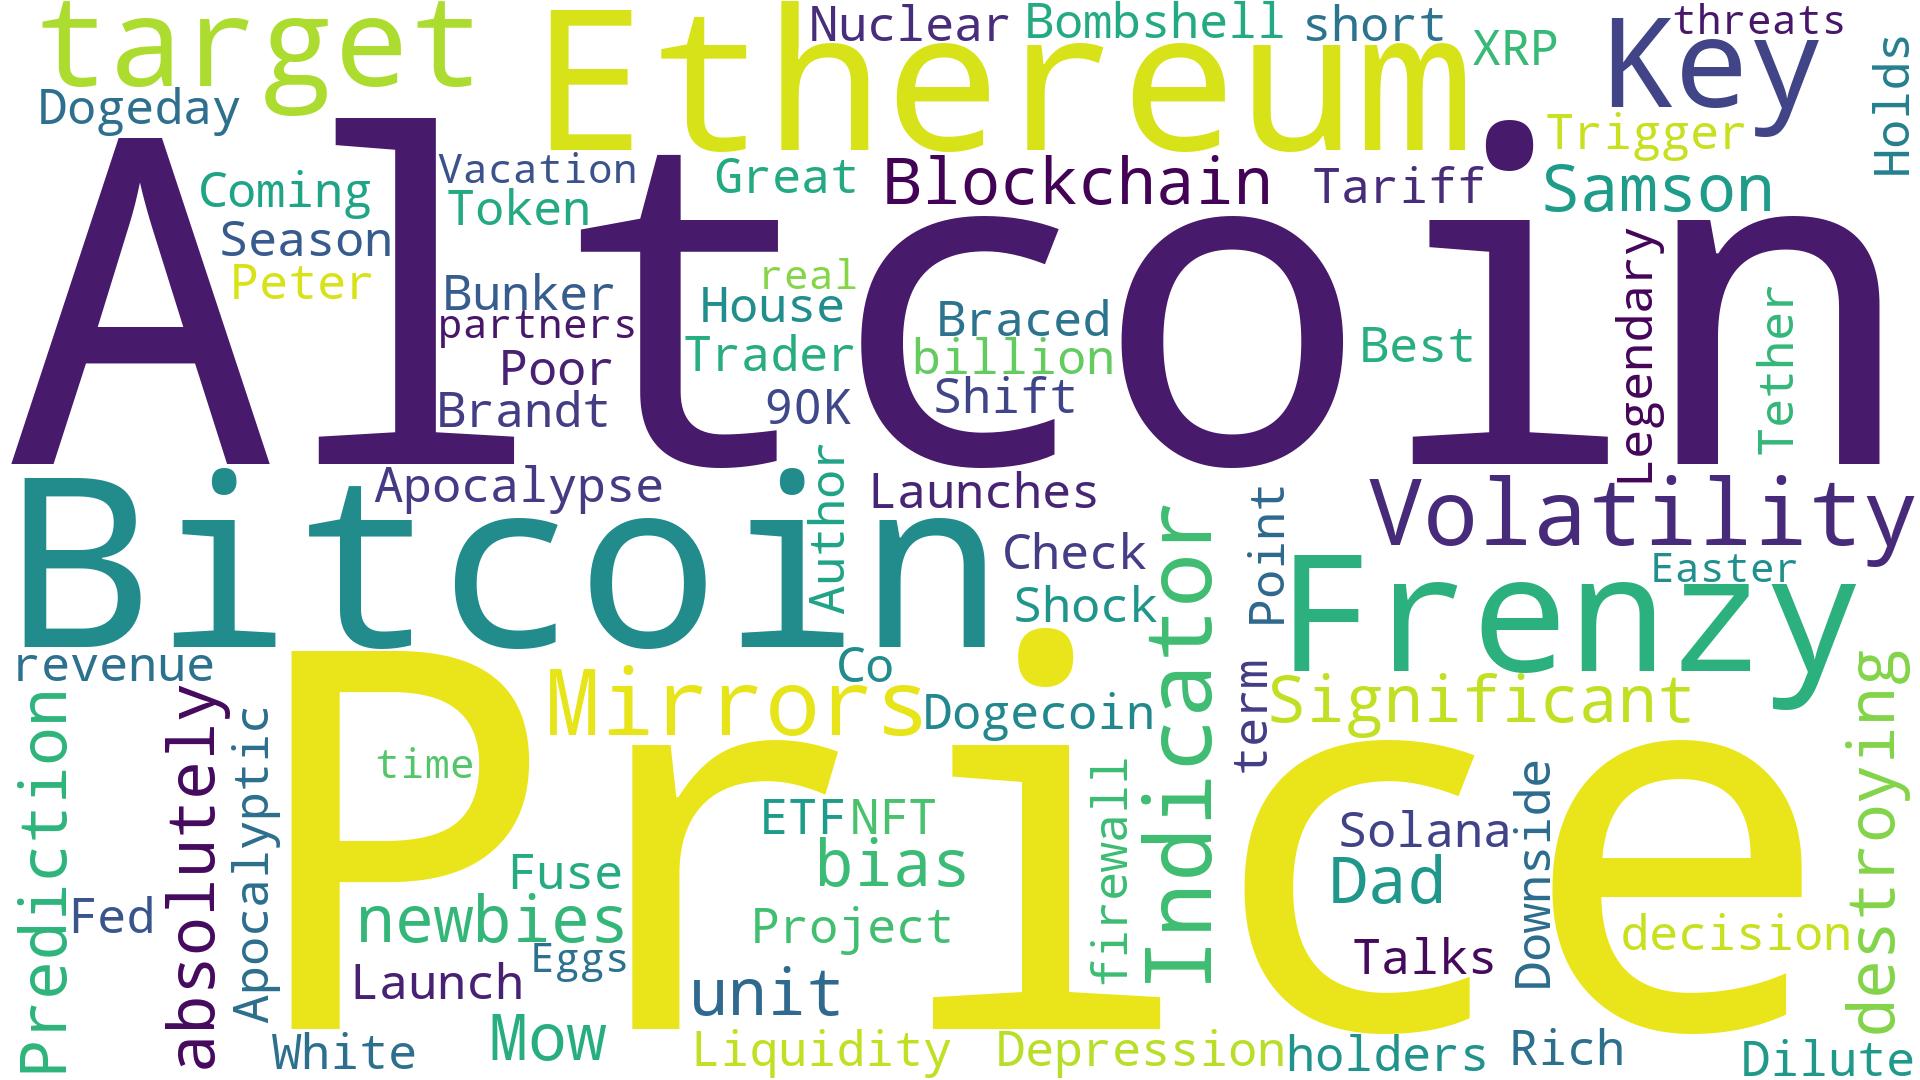 target
Ethereum
Nuclear
Bombshell
short
XRP
Key
threats
Holds
Dogeday
Trigger
Altcoin
Coming
Vacation
Token
Great
Blockchain
Tariff
Samson
Season
Peter
Bunker
partners
Poor
Brandt
real
House
Trader
90K
Braced
billion
Shift
Best
Legendary
Tether
Bitcoin
Apocalypse
Author
Launches
Check
Shock
Indicator
Point
Volatility
Frenzy
Easter
revenue
Co
Mirrors
Dogecoin
term
Significant
destroying
Prediction
absolutely
Apocalyptic
Price
time
ETF
NFT
bias
firewall
Solana
Dad
Downside
decision
Fed
Fuse
newbies
Eggs
Project
Talks
Launch
unit
White
Mow
Liquidity
Depression
holders
Rich
Dilute